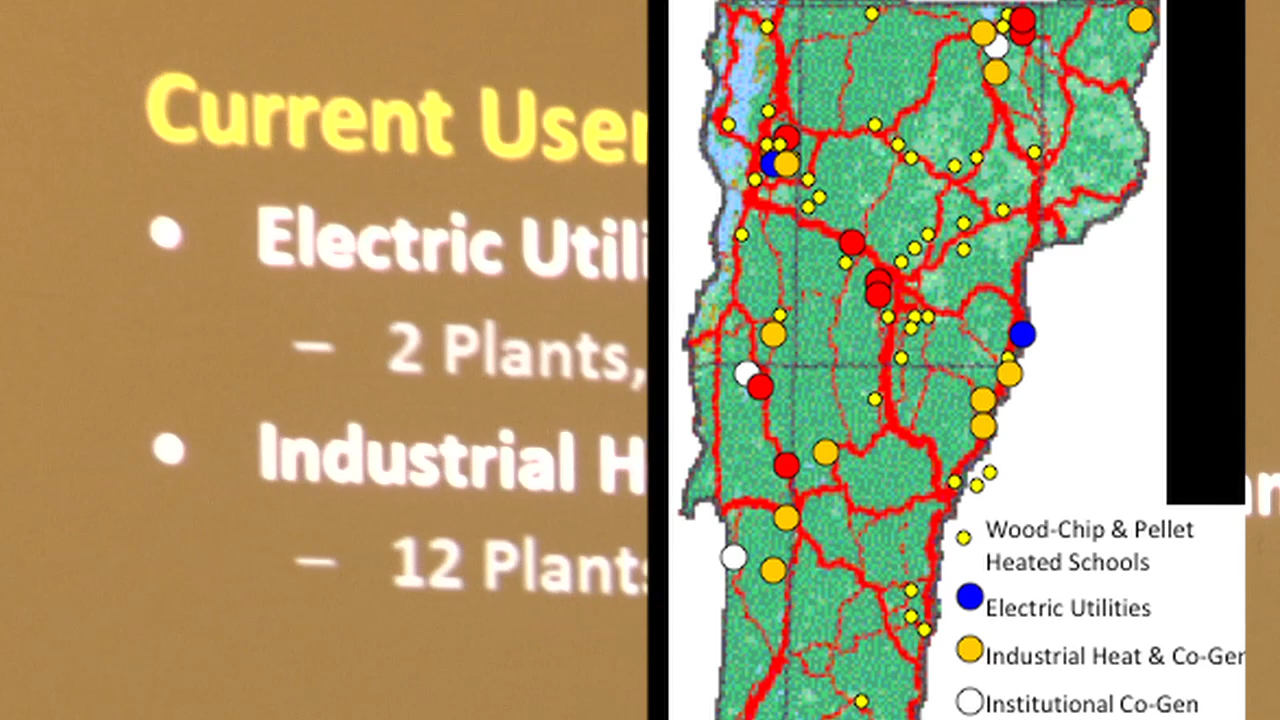 Current User
• Electric Utili
– 2 Plants,
• Industrial H
– 12 Plants
Wood-Chip & Pellet
Heated Schools
Electric Utilities
Industrial Heat & Co-Gen
Institutional Co-Gen